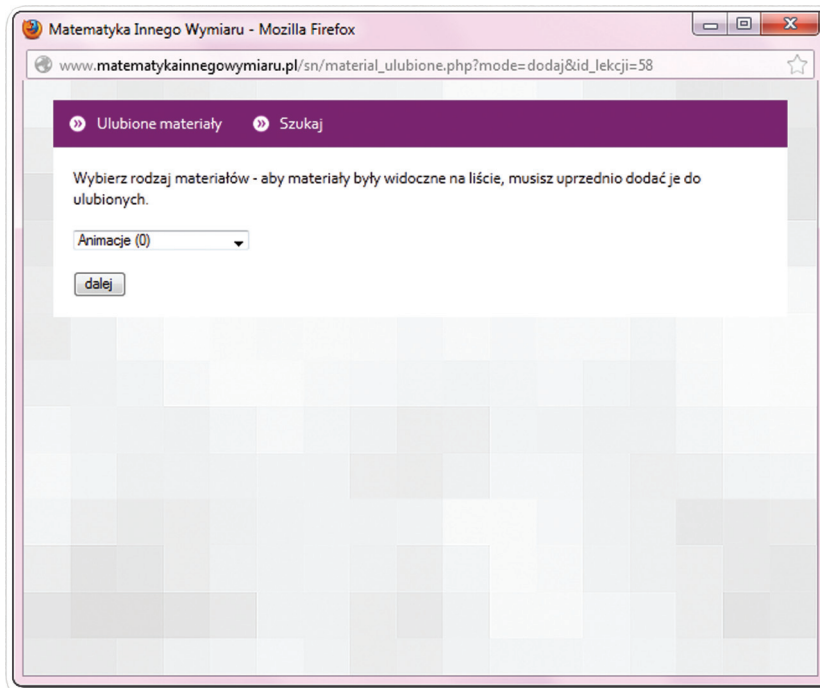 Matematyka Innego Wymiaru - Mozilla Firefox
www.matematykainnegowymiaru.pl/sn/material_ulubione.php?mode=dodaj&id_lekcji=58
Ulubione materiały Szukaj
Wybierz rodzaj materiałów - aby materiały były widoczne na liście, musisz uprzednio dodać je do
ulubionych.
Animacje (0)
dalej